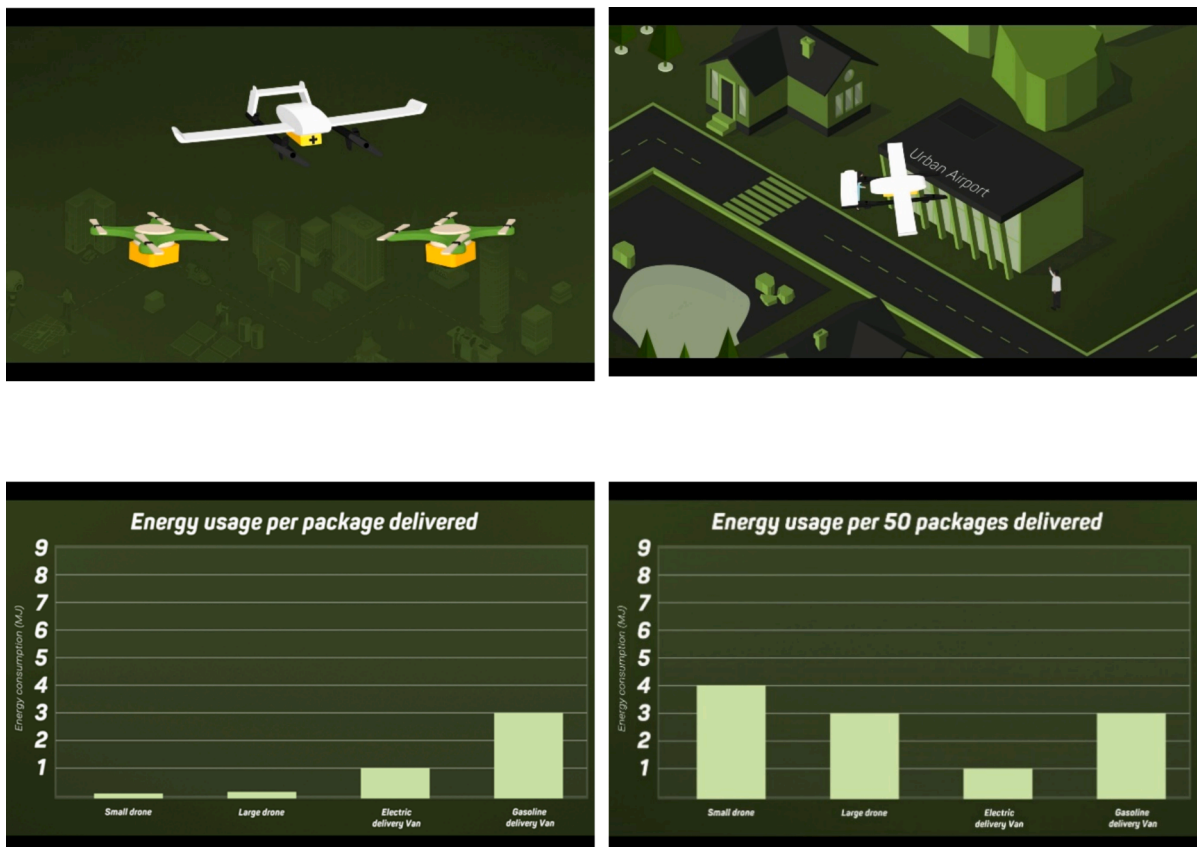 Urban Airport
Energy usage per package delivered
9
8
7
6
5
4
3
2
1
Energy consumption (MJ)
Small drone
Large drone
Electric
delivery Van
Gasoline
delivery Van
Energy usage per 50 packages delivered
9
8
7
6
5
4
3
2
1
Energy consumption (MJ)
Small drone
Large drone
Electric
delivery Van
Gasoline
delivery Van